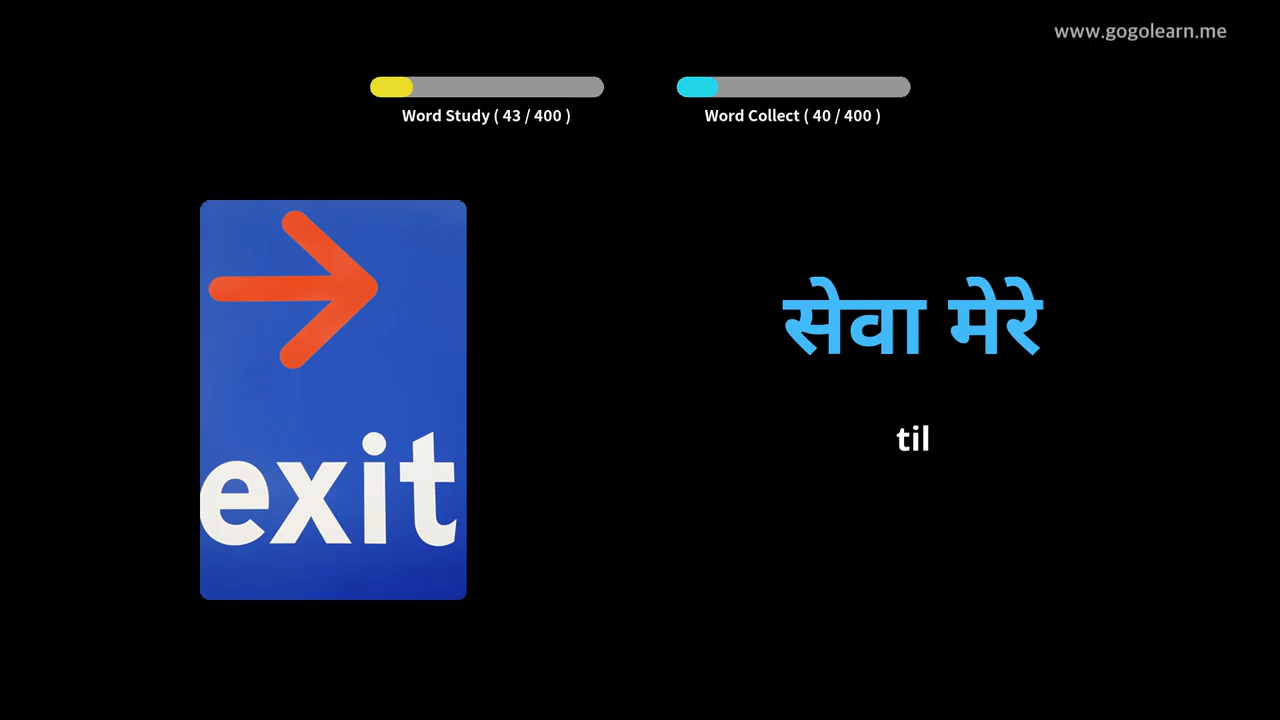 www.gogolearn.me
Word Study ( 43 / 400 )
Word Collect ( 40 / 400 )
exit
सेवा मेरे
til